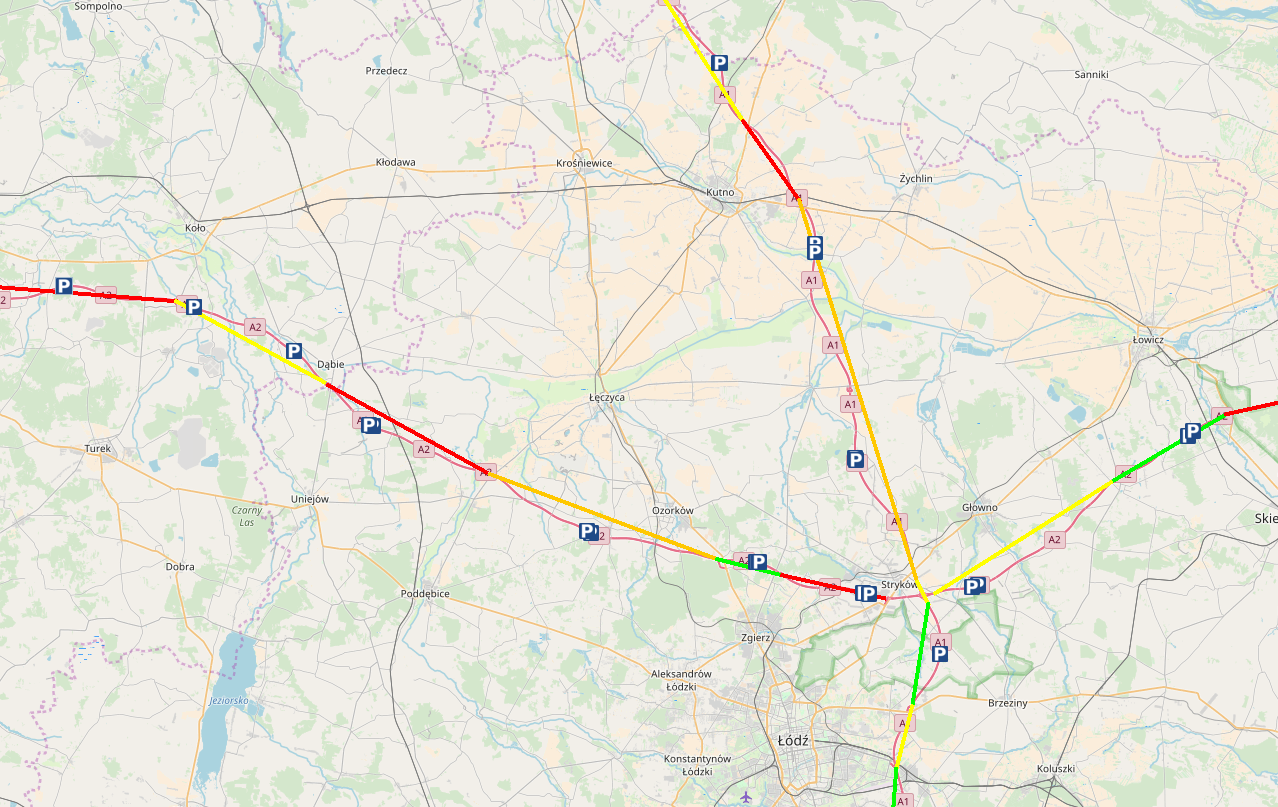 Sompolno
Przedecz
P
Sanniki
A1
Kłodawa
Krośniewice
Żychlin
Kutno
A1
Koło
P
P
P
A2
A2
P
A1
A2
P
A1
Łowicz
P
Dąbie
Łęczyca
A1
P
A2
P
Turek
A2
P
A2
A2
Uniejów
Głowno
Czarny
Las
Ozorków
A1
Skie
P
A2
A2
Dobra
A2
P
Stryków
P
A2
P
Poddębice
Zgierz
A1
P
Aleksandrów
Łódzki
Jeziorsko
Brzeziny
A1
Łódź
Konstantynów
Łódzki
Koluszki
A1